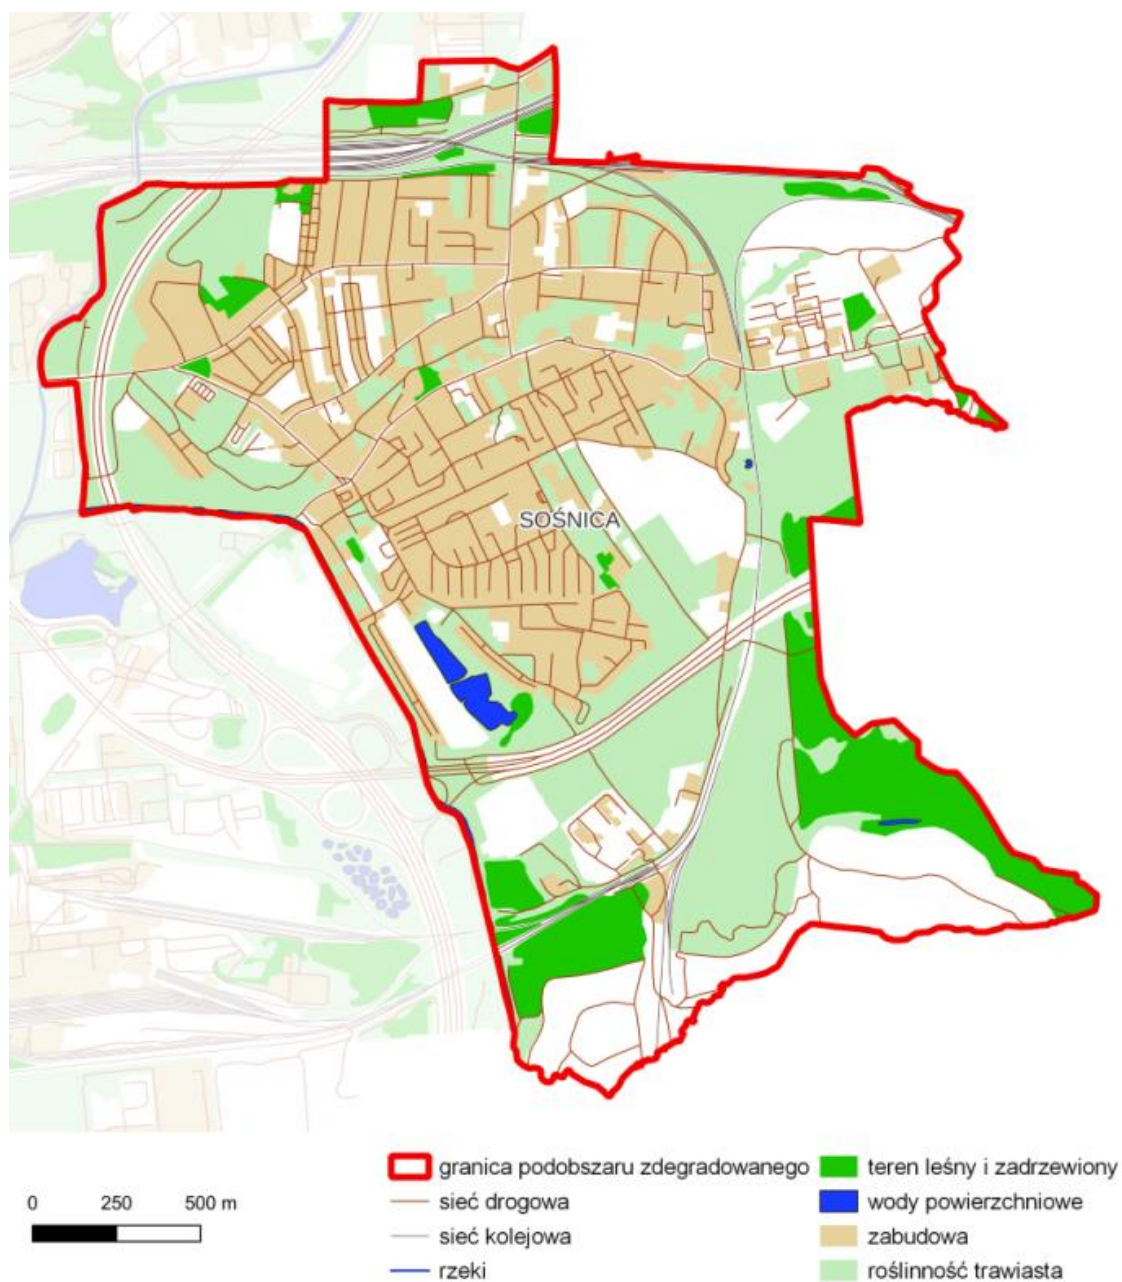 SOŚNICA
granica podobszaru zdegradowanego
teren leśny i zadrzewiony
0 250 500 m
sieć drogowa
wody powierzchniowe
sieć kolejowa
zabudowa
rzeki
roślinność trawiasta